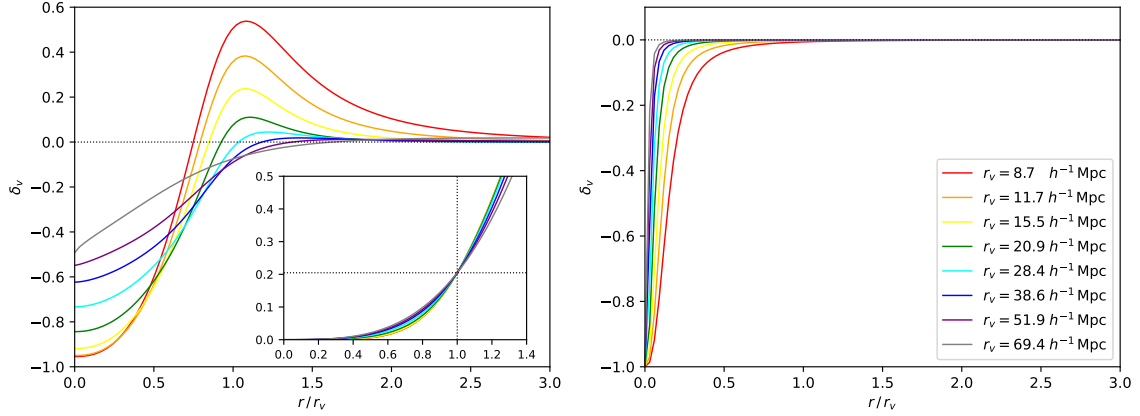 0.6
0.4
0.2
0.0
−0.2
−0.4
−0.6
−0.8
−1.0
δᵥ
0.0 0.5 1.0 1.5 2.0 2.5 3.0
r / rᵥ
0.5
0.4
0.3
0.2
0.1
0.0
0.0 0.2 0.4 0.6 0.8 1.0 1.2 1.4
0.0
−0.2
−0.4
−0.6
−0.8
−1.0
δᵥ
0.0 0.5 1.0 1.5 2.0 2.5 3.0
r / rᵥ
rᵥ = 8.7 h⁻¹ Mpc
rᵥ = 11.7 h⁻¹ Mpc
rᵥ = 15.5 h⁻¹ Mpc
rᵥ = 20.9 h⁻¹ Mpc
rᵥ = 28.4 h⁻¹ Mpc
rᵥ = 38.6 h⁻¹ Mpc
rᵥ = 51.9 h⁻¹ Mpc
rᵥ = 69.4 h⁻¹ Mpc